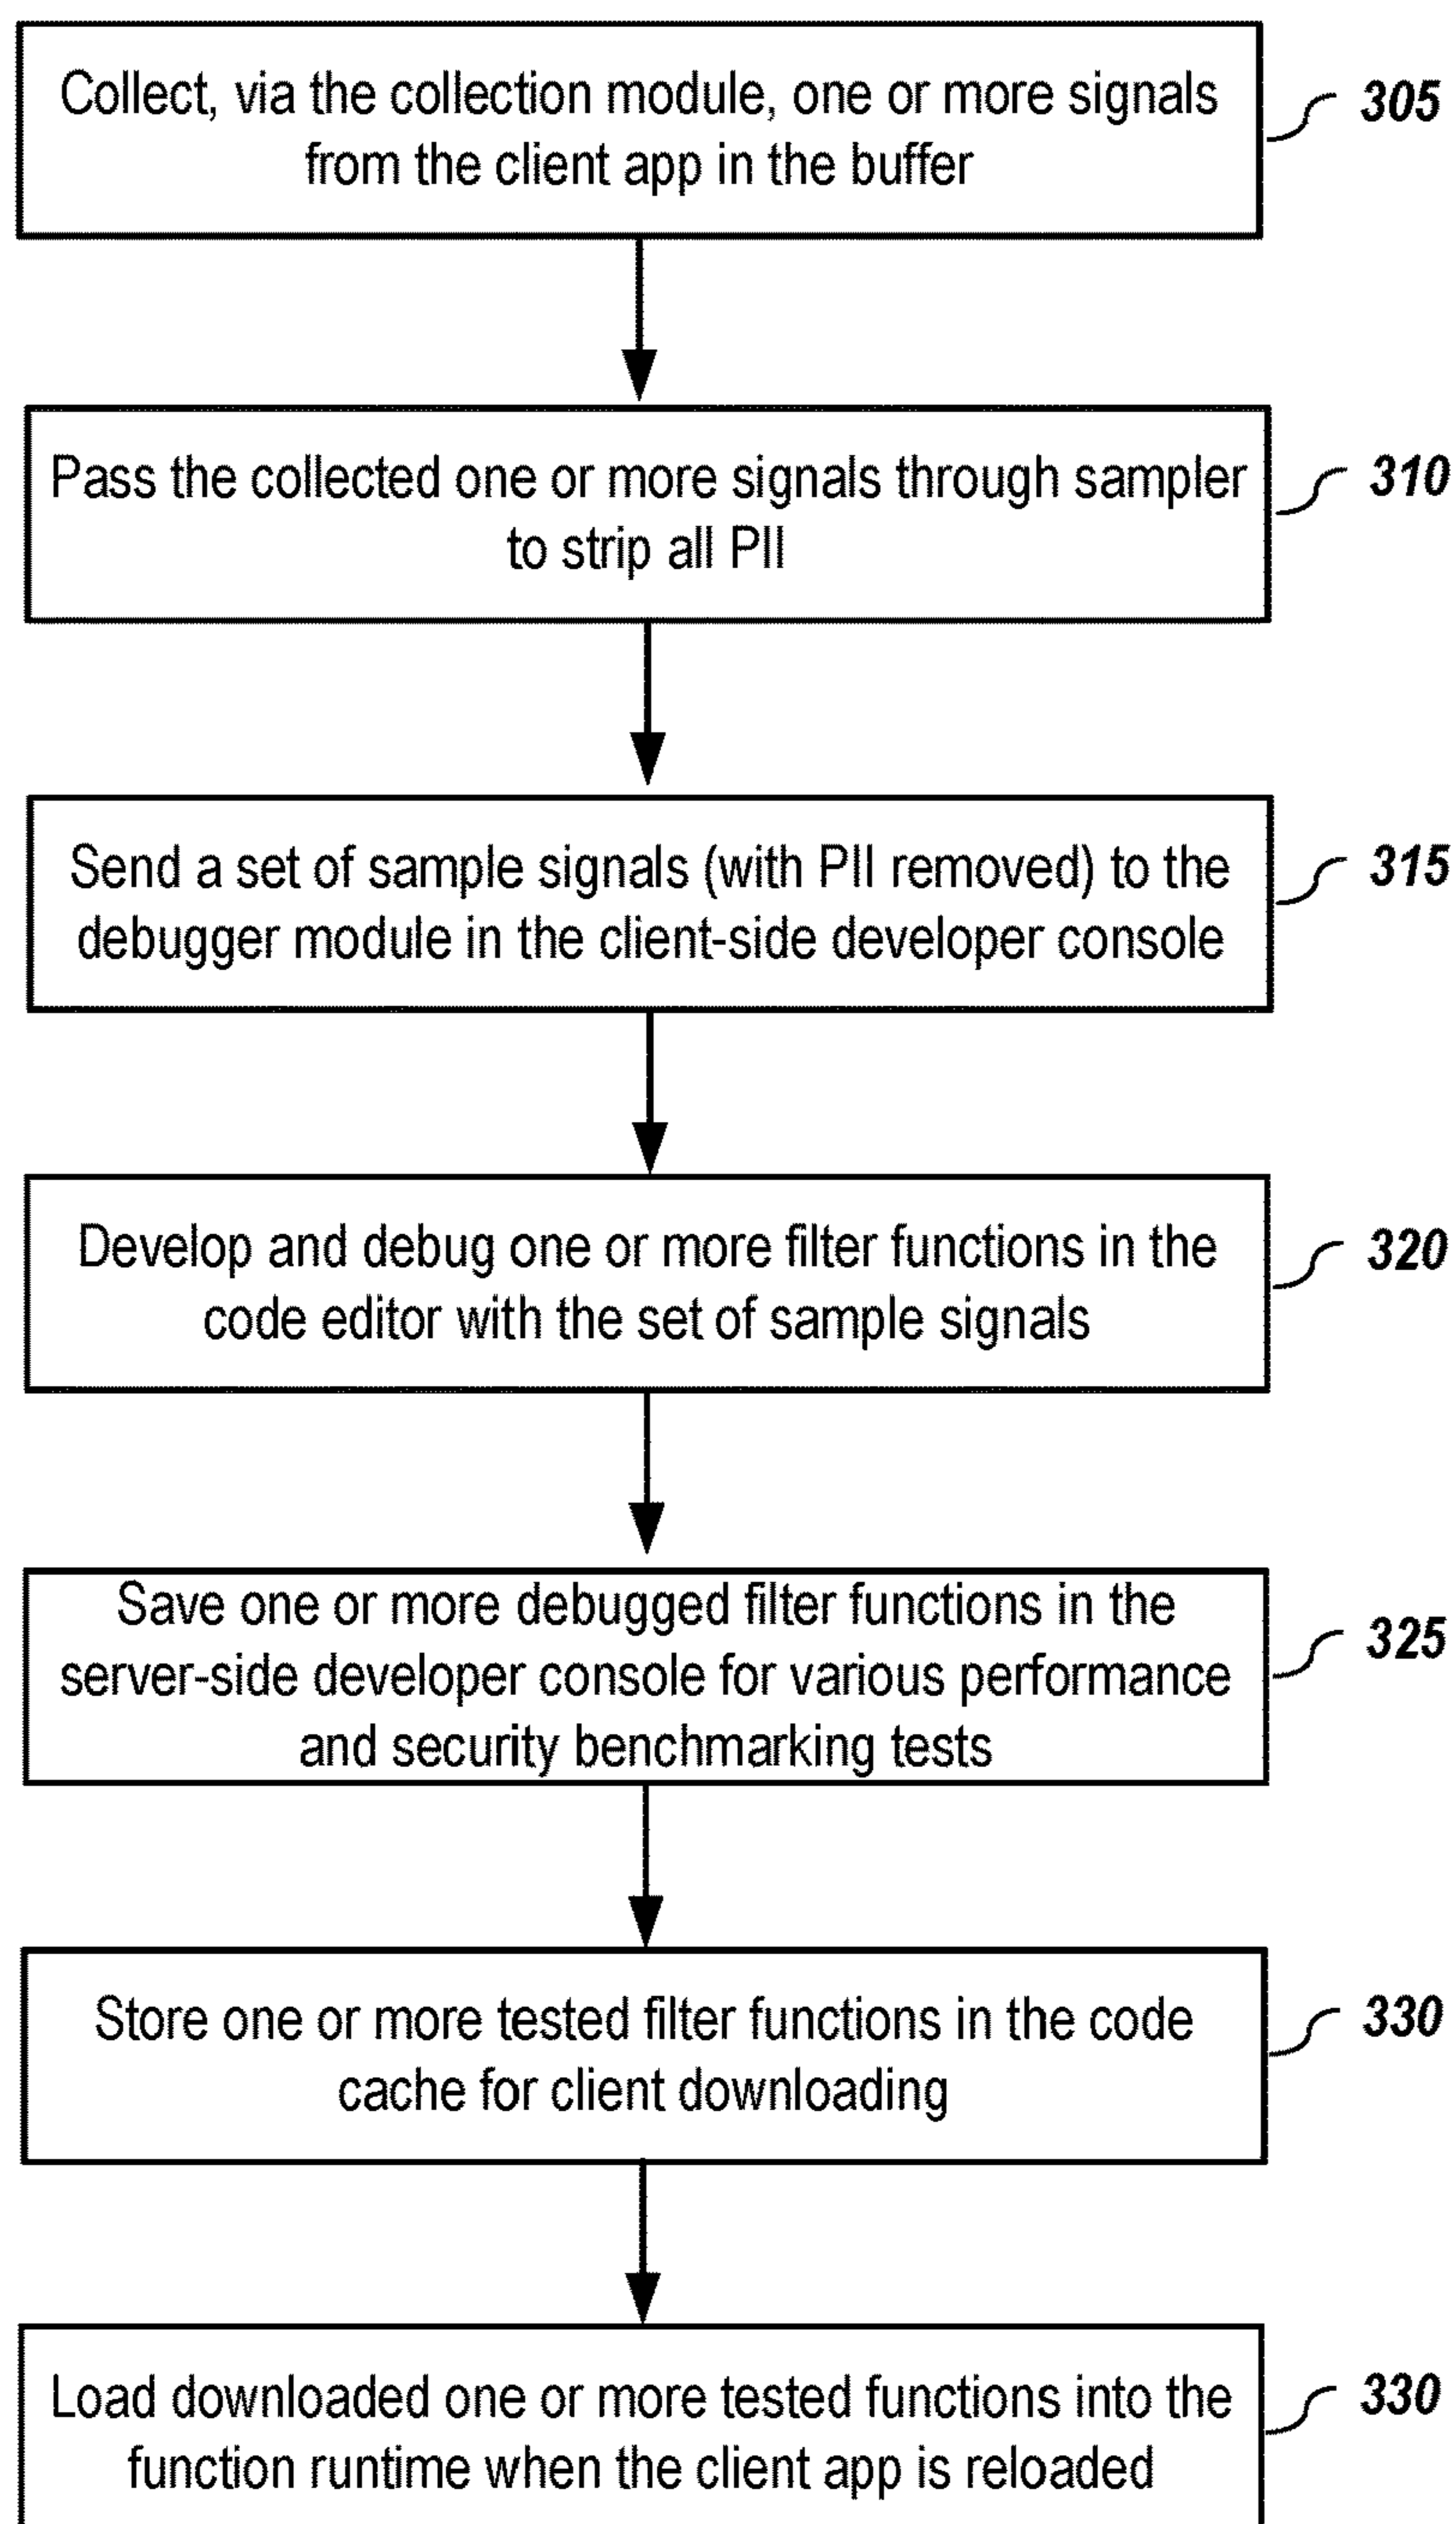 Collect, via the collection module, one or more signals
from the client app in the buffer
305
Pass the collected one or more signals through sampler
to strip all PII
310
Send a set of sample signals (with PII removed) to the
debugger module in the client-side developer console
315
Develop and debug one or more filter functions in the
code editor with the set of sample signals
320
Save one or more debugged filter functions in the
server-side developer console for various performance
and security benchmarking tests
325
Store one or more tested filter functions in the code
cache for client downloading
330
Load downloaded one or more tested functions into the
function runtime when the client app is reloaded
330